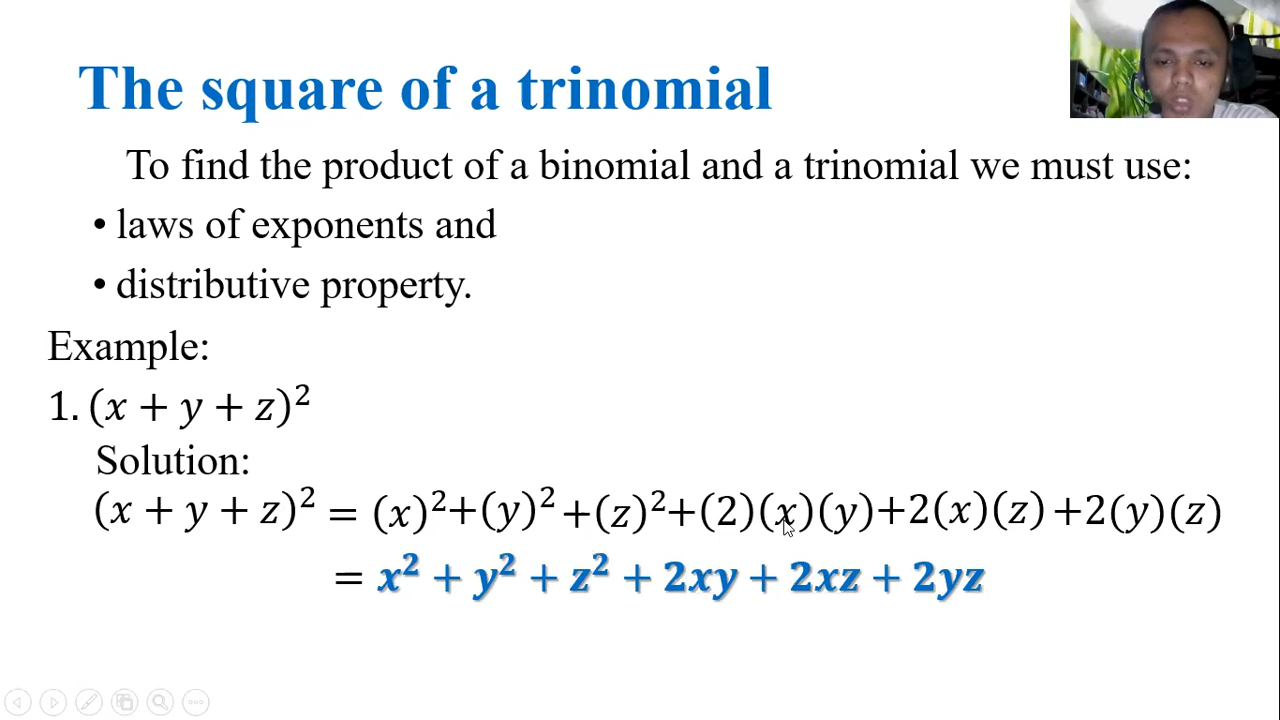 The square of a trinomial
To find the product of a binomial and a trinomial we must use:
• laws of exponents and
• distributive property.
Example:
1. (x + y + z)²
Solution:
(x + y + z)² = (x)²+(y)² +(z)²+(2)(x)(y)+2(x)(z) +2(y)(z)
= x² + y² + z² + 2xy + 2xz + 2yz